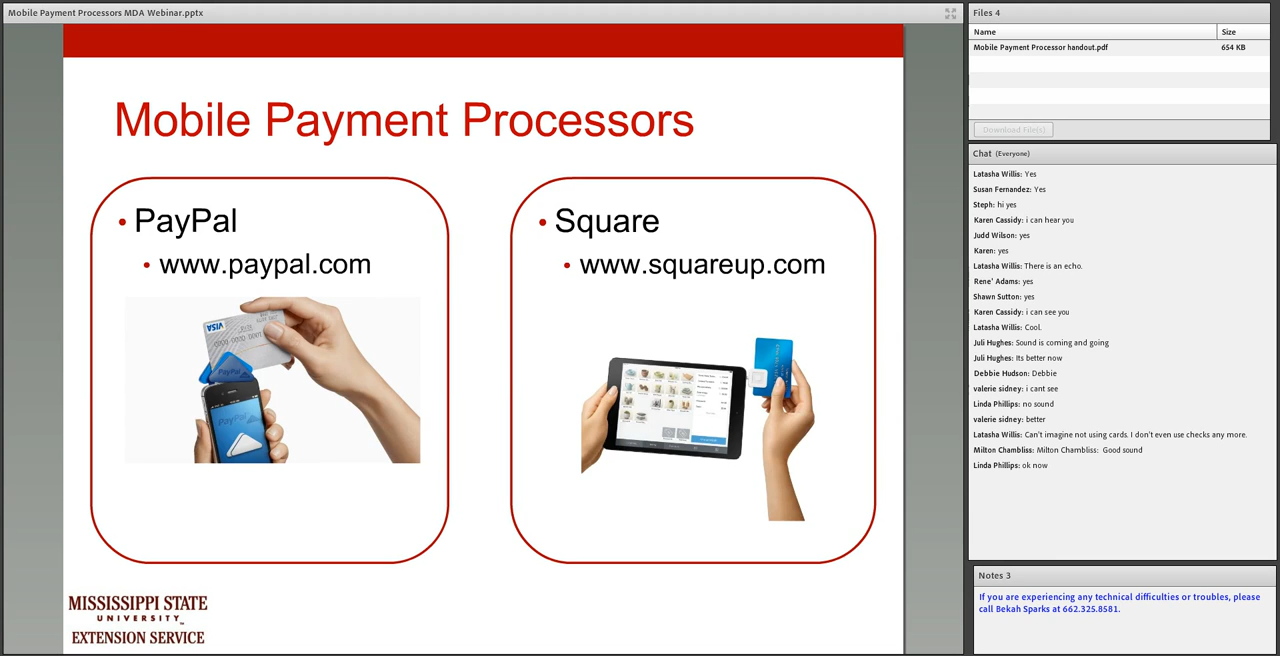 Mobile Payment Processors MDA Webinar.pptx
Mobile Payment Processors
• PayPal
• www.paypal.com
VISA
PayPal
PayPal
• Square
• www.squareup.com
MISSISSIPPI STATE
UNIVERSITY™
EXTENSION SERVICE
Files 4
Name Size
Mobile Payment Processor handout.pdf 654 KB
Download File(s)
Chat (Everyone)
Latasha Willis: Yes
Susan Fernandez: Yes
Steph: hi yes
Karen Cassidy: i can hear you
Judd Wilson: yes
Karen: yes
Latasha Willis: There is an echo.
Rene' Adams: yes
Shawn Sutton: yes
Karen Cassidy: i can see you
Latasha Willis: Cool.
Juli Hughes: Sound is coming and going
Juli Hughes: Its better now
Debbie Hudson: Debbie
valerie sidney: i cant see
Linda Phillips: no sound
valerie sidney: better
Latasha Willis: Can't imagine not using cards. I don't even use checks any more.
Milton Chambliss: Milton Chambliss: Good sound
Linda Phillips: ok now
Notes 3
If you are experiencing any technical difficulties or troubles, please
call Bekah Sparks at 662.325.8581.